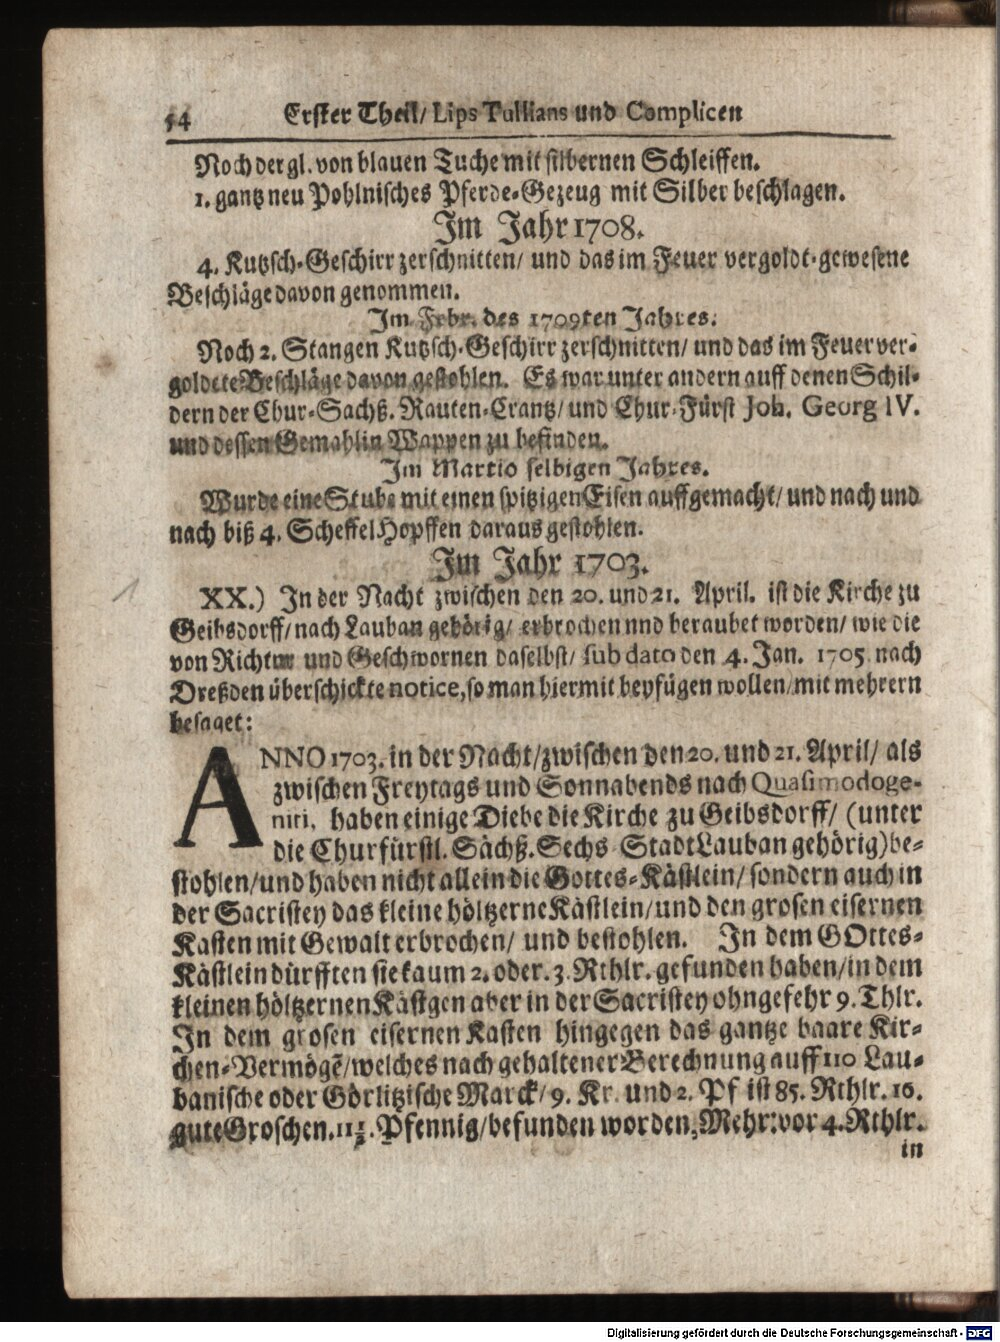 54 Erster Theil/ Lips Tullians und Complicen
Noch dergl. von blauen Tuche mit silbernen Schleiffen.
1. gantz neu Pohlnisches Pferde-Gezeug mit Silber beschlagen.
Im Jahr 1708.
4. Kutzsch-Geschirr zerschnitten/ und das im Feuer vergoldt-gewesene
Beschläge davon genommen.
Im Febr. des 1709ten Jahres.
Noch 2. Stangen Kutzsch-Geschirr zerschnitten/ und das im Feuer ver-
goldete Beschläge davon gestohlen. Es war unter andern auff denen Schil-
dern der Chur-Sachß. Rauten-Crantz/ und Chur-Fürst Joh. Georg IV.
und dessen Gemahlin Wappen zu befinden.
Im Martio selbigen Jahres.
Wurde eine Stube mit einen spitzigen Eisen auffgemacht/ und nach und
nach biß 4. Scheffel Hopffen daraus gestohlen.
Im Jahr 1703.
XX.) In der Nacht zwischen den 20. und 21. April. ist die Kirche zu
Geibsdorff/ nach Lauban gehörig/ erbrochen und beraubet worden/ wie die
von Richter und Geschwornen daselbst/ sub dato den 4. Jan. 1705 nach
Dreßden überschickte notice, so man hiermit beyfügen wollen/ mit mehrern
besaget:
ANNO 1703. in der Nacht/ zwischen den 20. und 21. April/ als
zwischen Freytags und Sonnabends nach Quasimodoge-
niti, haben einige Diebe die Kirche zu Geibsdorff/ (unter
die Churfürstl. Sächß. Sechs Stadt Lauban gehörig) be-
stohlen/ und haben nicht allein die Gottes-Kästlein/ sondern auch in
der Sacristey das kleine höltzerne Kästlein/ und den grosen eisernen
Kasten mit Gewalt erbrochen/ und bestohlen. In dem GOttes-
Kästlein dürfften sie kaum 2. oder. 3. Rthlr. gefunden haben/ in dem
kleinen höltzernen Kästgen aber in der Sacristey ohngefehr 9. Thlr.
In dem grosen eisernen Kasten hingegen das gantze baare Kir-
chen-Vermögẽ/ welches nach gehaltener Berechnung auff 110 Lau-
banische oder Görlitzische Marck/ 9. Kr. und 2. Pf ist 85. Rthlr. 16.
gute Groschen. 11½. Pfennig/ befunden worden, Mehr: vor 4. Rthlr.
in
Digitalisierung gefördert durch die Deutsche Forschungsgemeinschaft - DFG